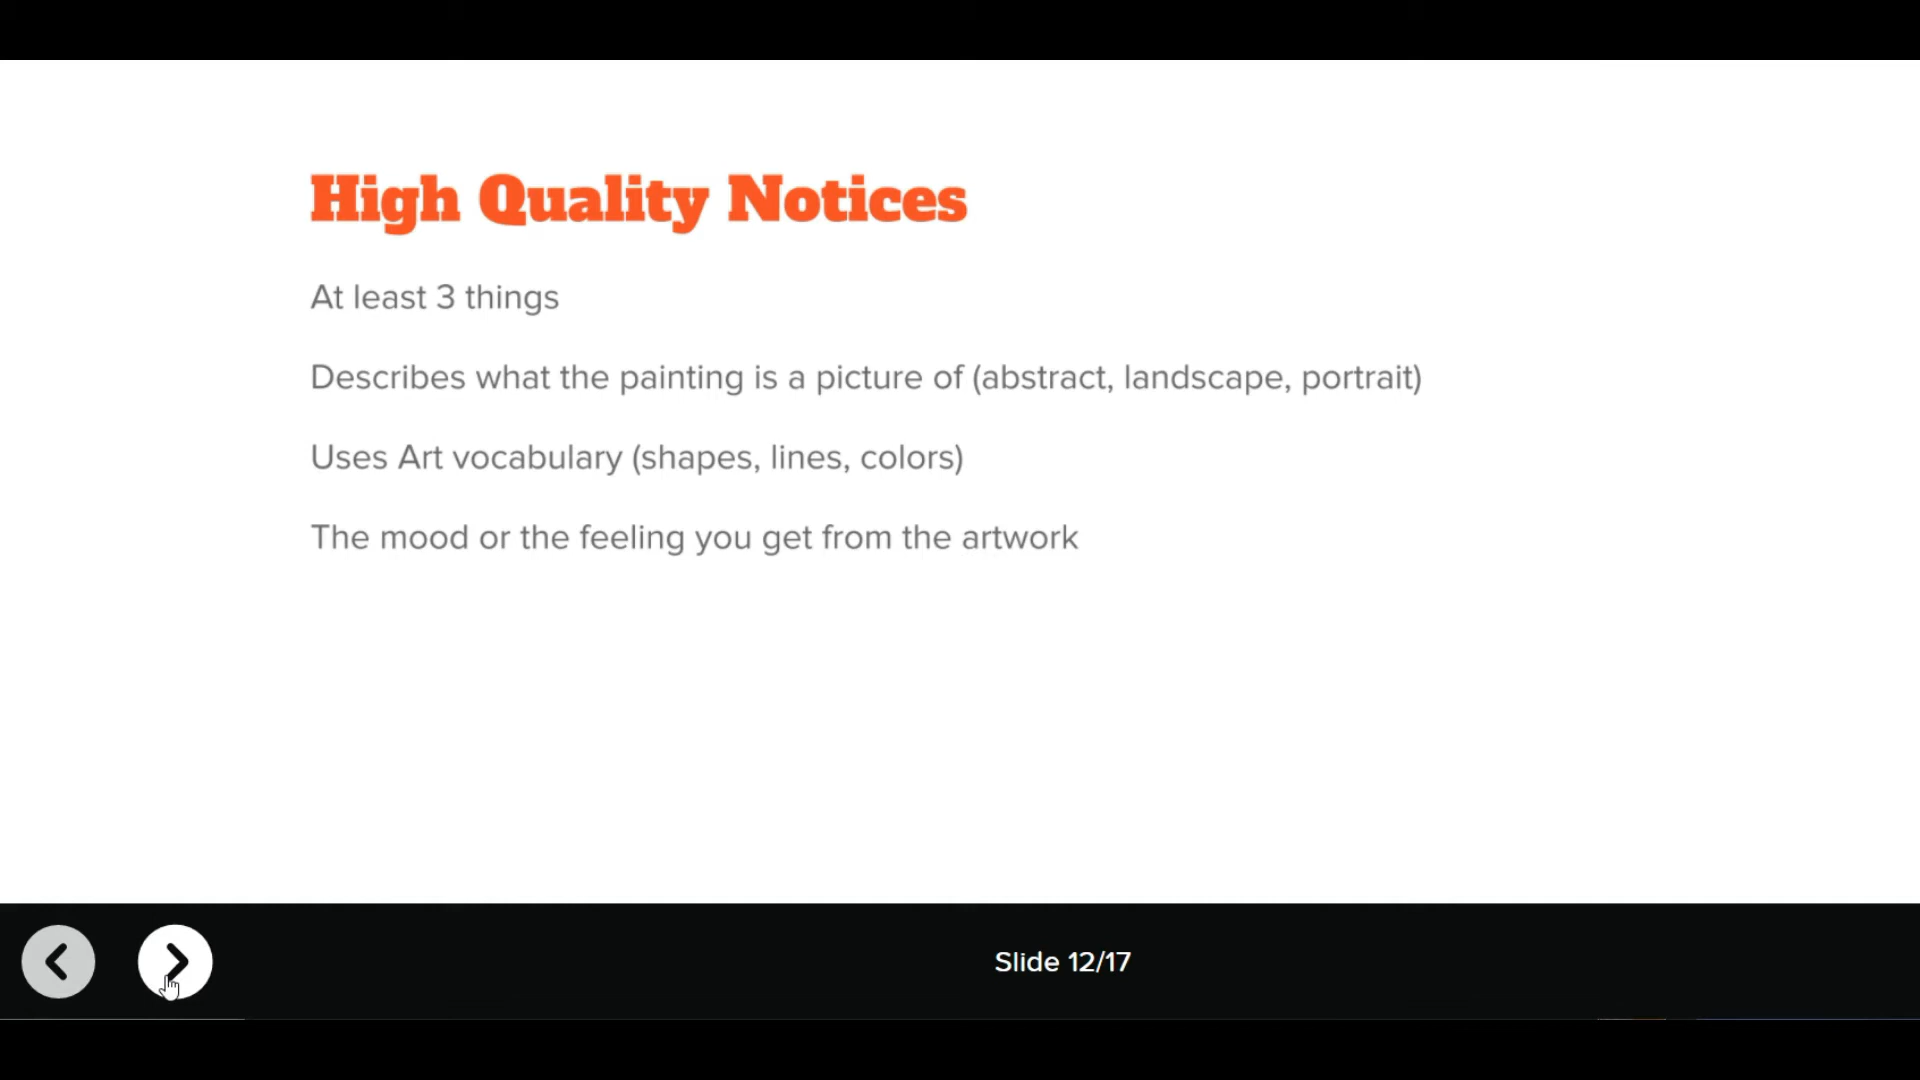 High Quality Notices
At least 3 things
Describes what the painting is a picture of (abstract, landscape, portrait)
Uses Art vocabulary (shapes, lines, colors)
The mood or the feeling you get from the artwork
Slide 12/17